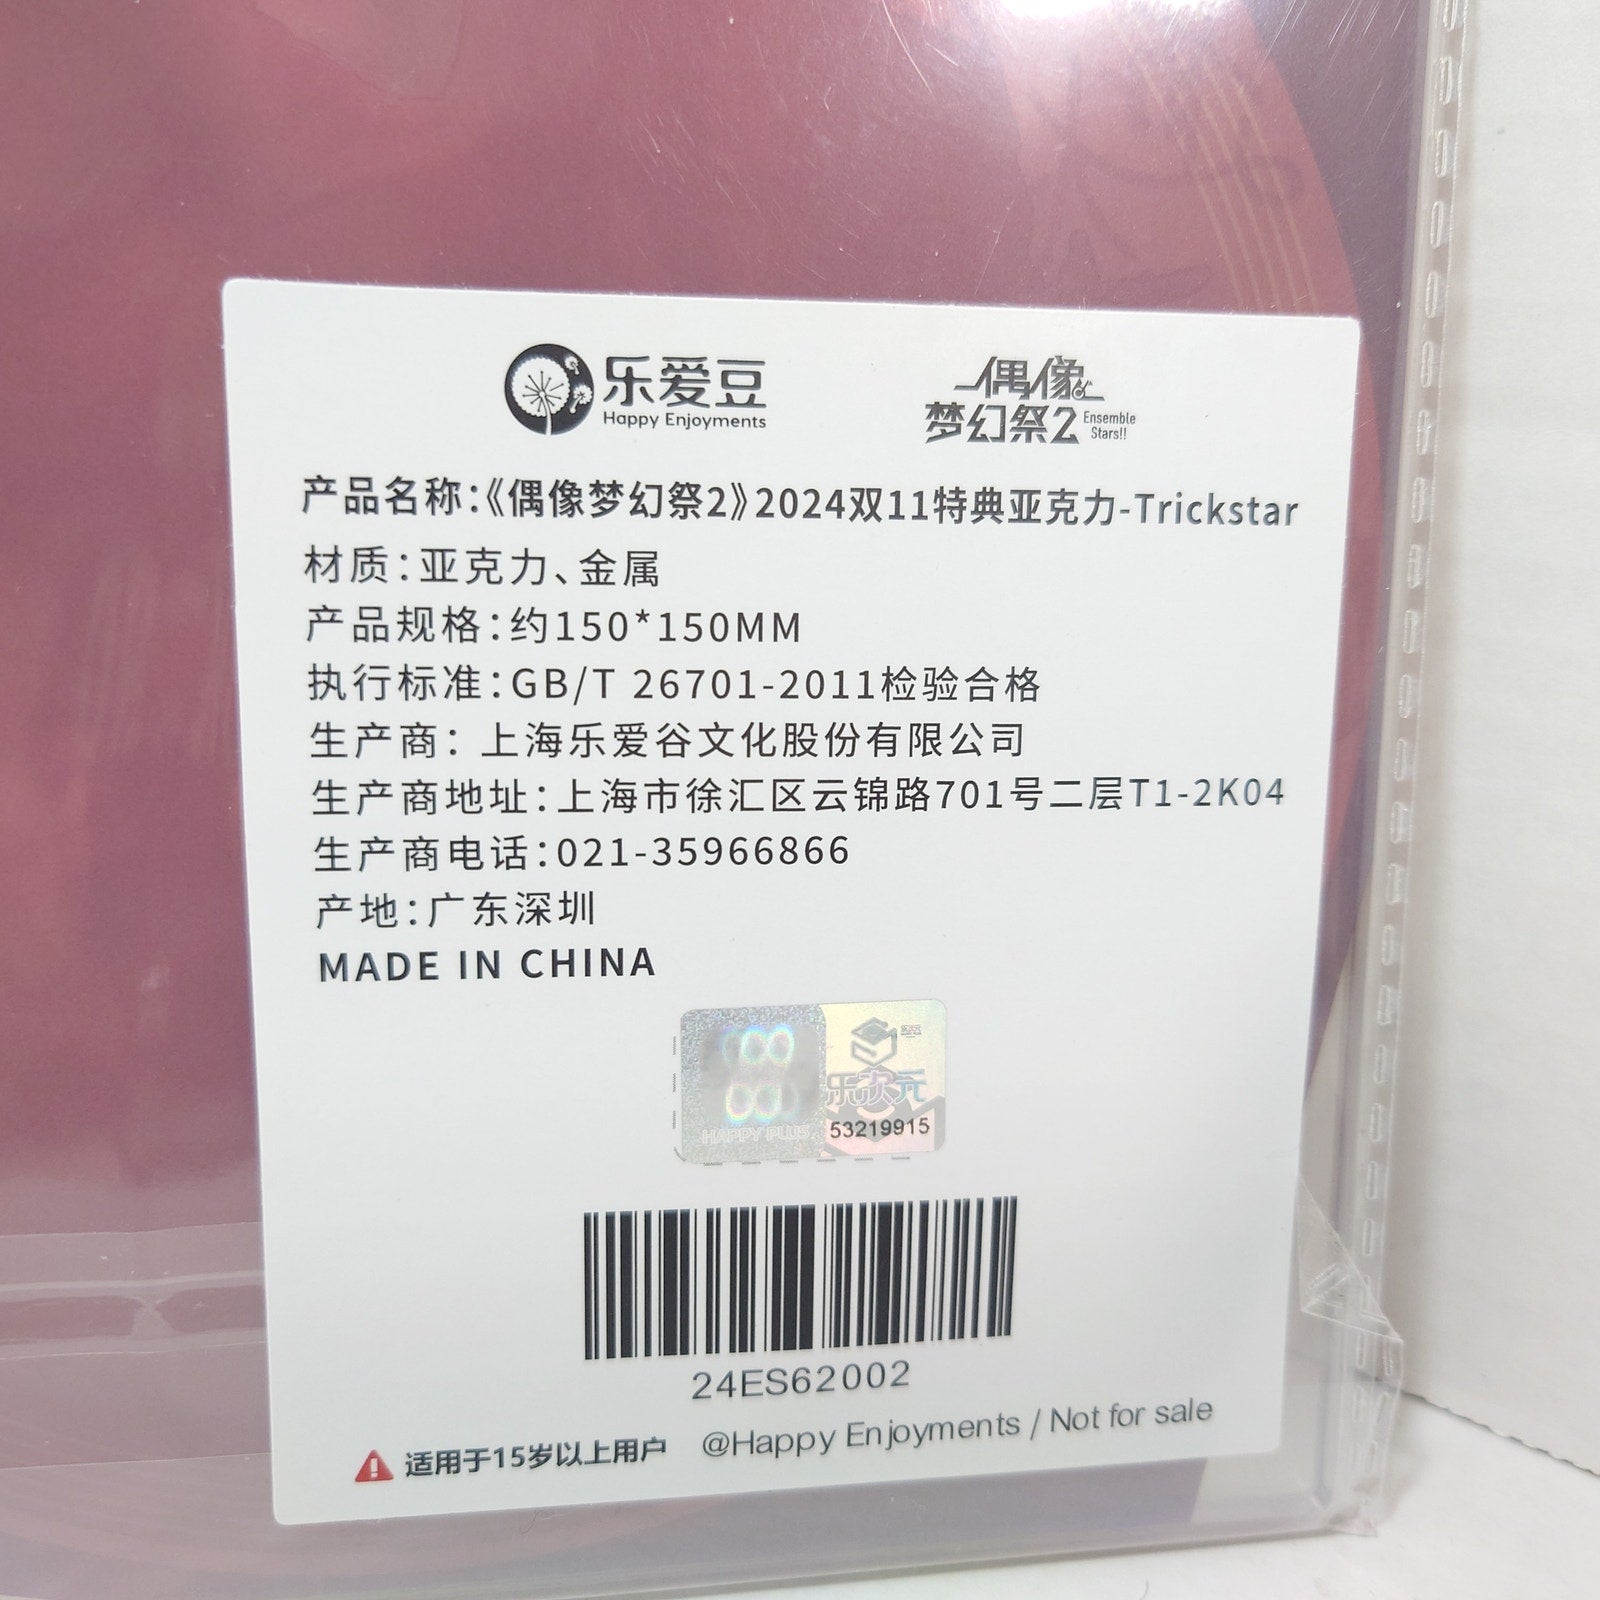 乐爱豆
Happy Enjoyments
偶像
梦幻祭2
Ensemble
Stars!!
产品名称:《偶像梦幻祭2》2024双11特典亚克力-Trickstar
材质:亚克力、金属
产品规格:约150*150MM
执行标准:GB/T 26701-2011检验合格
生产商: 上海乐爱谷文化股份有限公司
生产商地址:上海市徐汇区云锦路701号二层T1-2K04
生产商电话:021-35966866
产地:广东深圳
MADE IN CHINA
乐次元
HAPPY PLUS
53219915
24ES62002
@Happy Enjoyments / Not for sale
适用于15岁以上用户